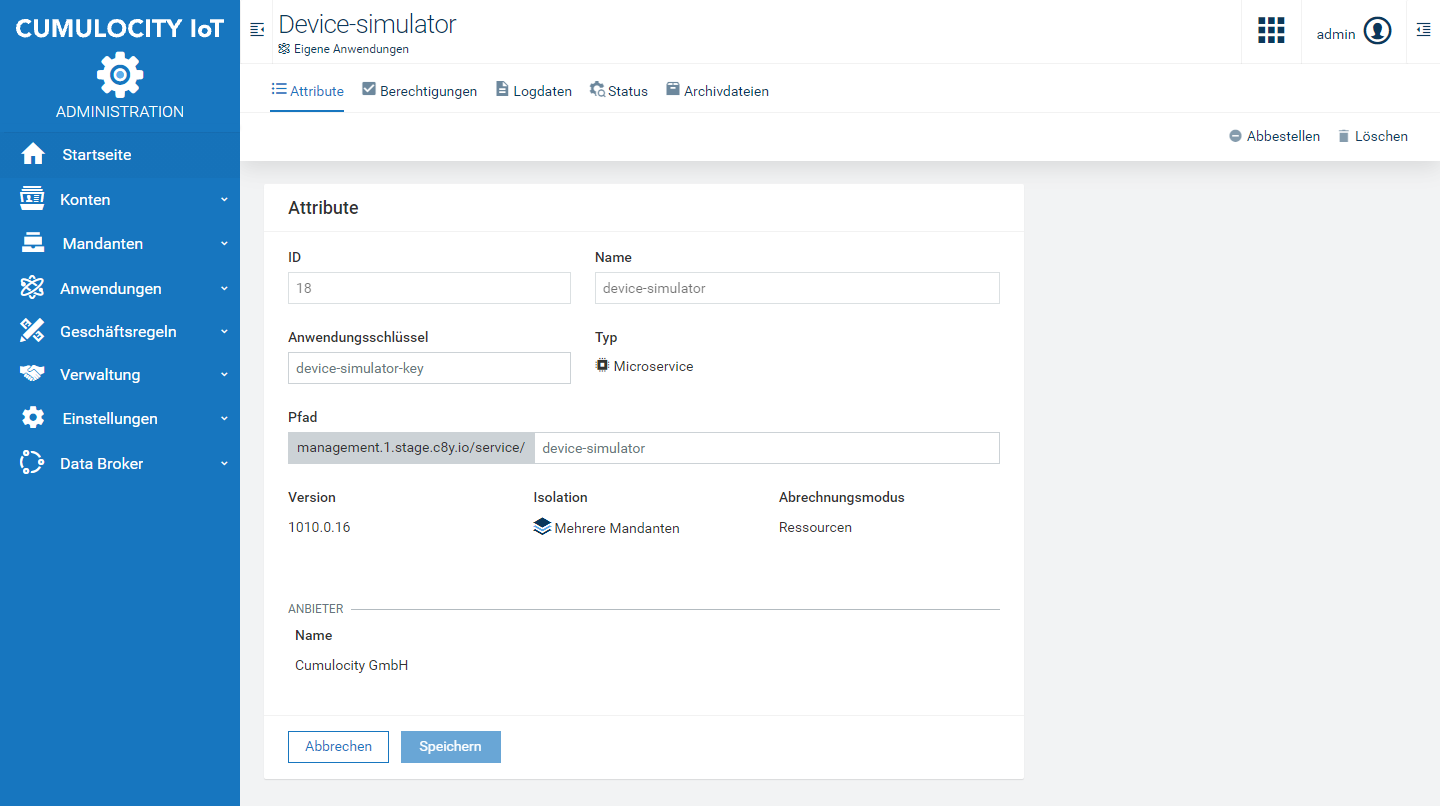 CUMULOCITY IoT
ADMINISTRATION
Startseite
Konten
Mandanten
Anwendungen
Geschäftsregeln
Verwaltung
Einstellungen
Data Broker
Device-simulator
Eigene Anwendungen
admin
Attribute Berechtigungen Logdaten Status Archivdateien
Abbestellen Löschen
Attribute
ID Name
18 device-simulator
Anwendungsschlüssel Typ
device-simulator-key Microservice
Pfad
management.1.stage.c8y.io/service/ device-simulator
Version Isolation Abrechnungsmodus
1010.0.16 Mehrere Mandanten Ressourcen
ANBIETER
Name
Cumulocity GmbH
Abbrechen Speichern